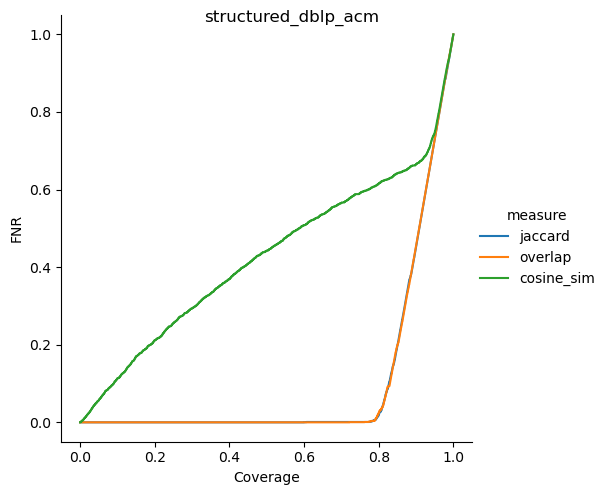 structured_dblp_acm
1.0
0.8
0.6
0.4
0.2
0.0
FNR
0.0 0.2 0.4 0.6 0.8 1.0
Coverage
measure
jaccard
overlap
cosine_sim